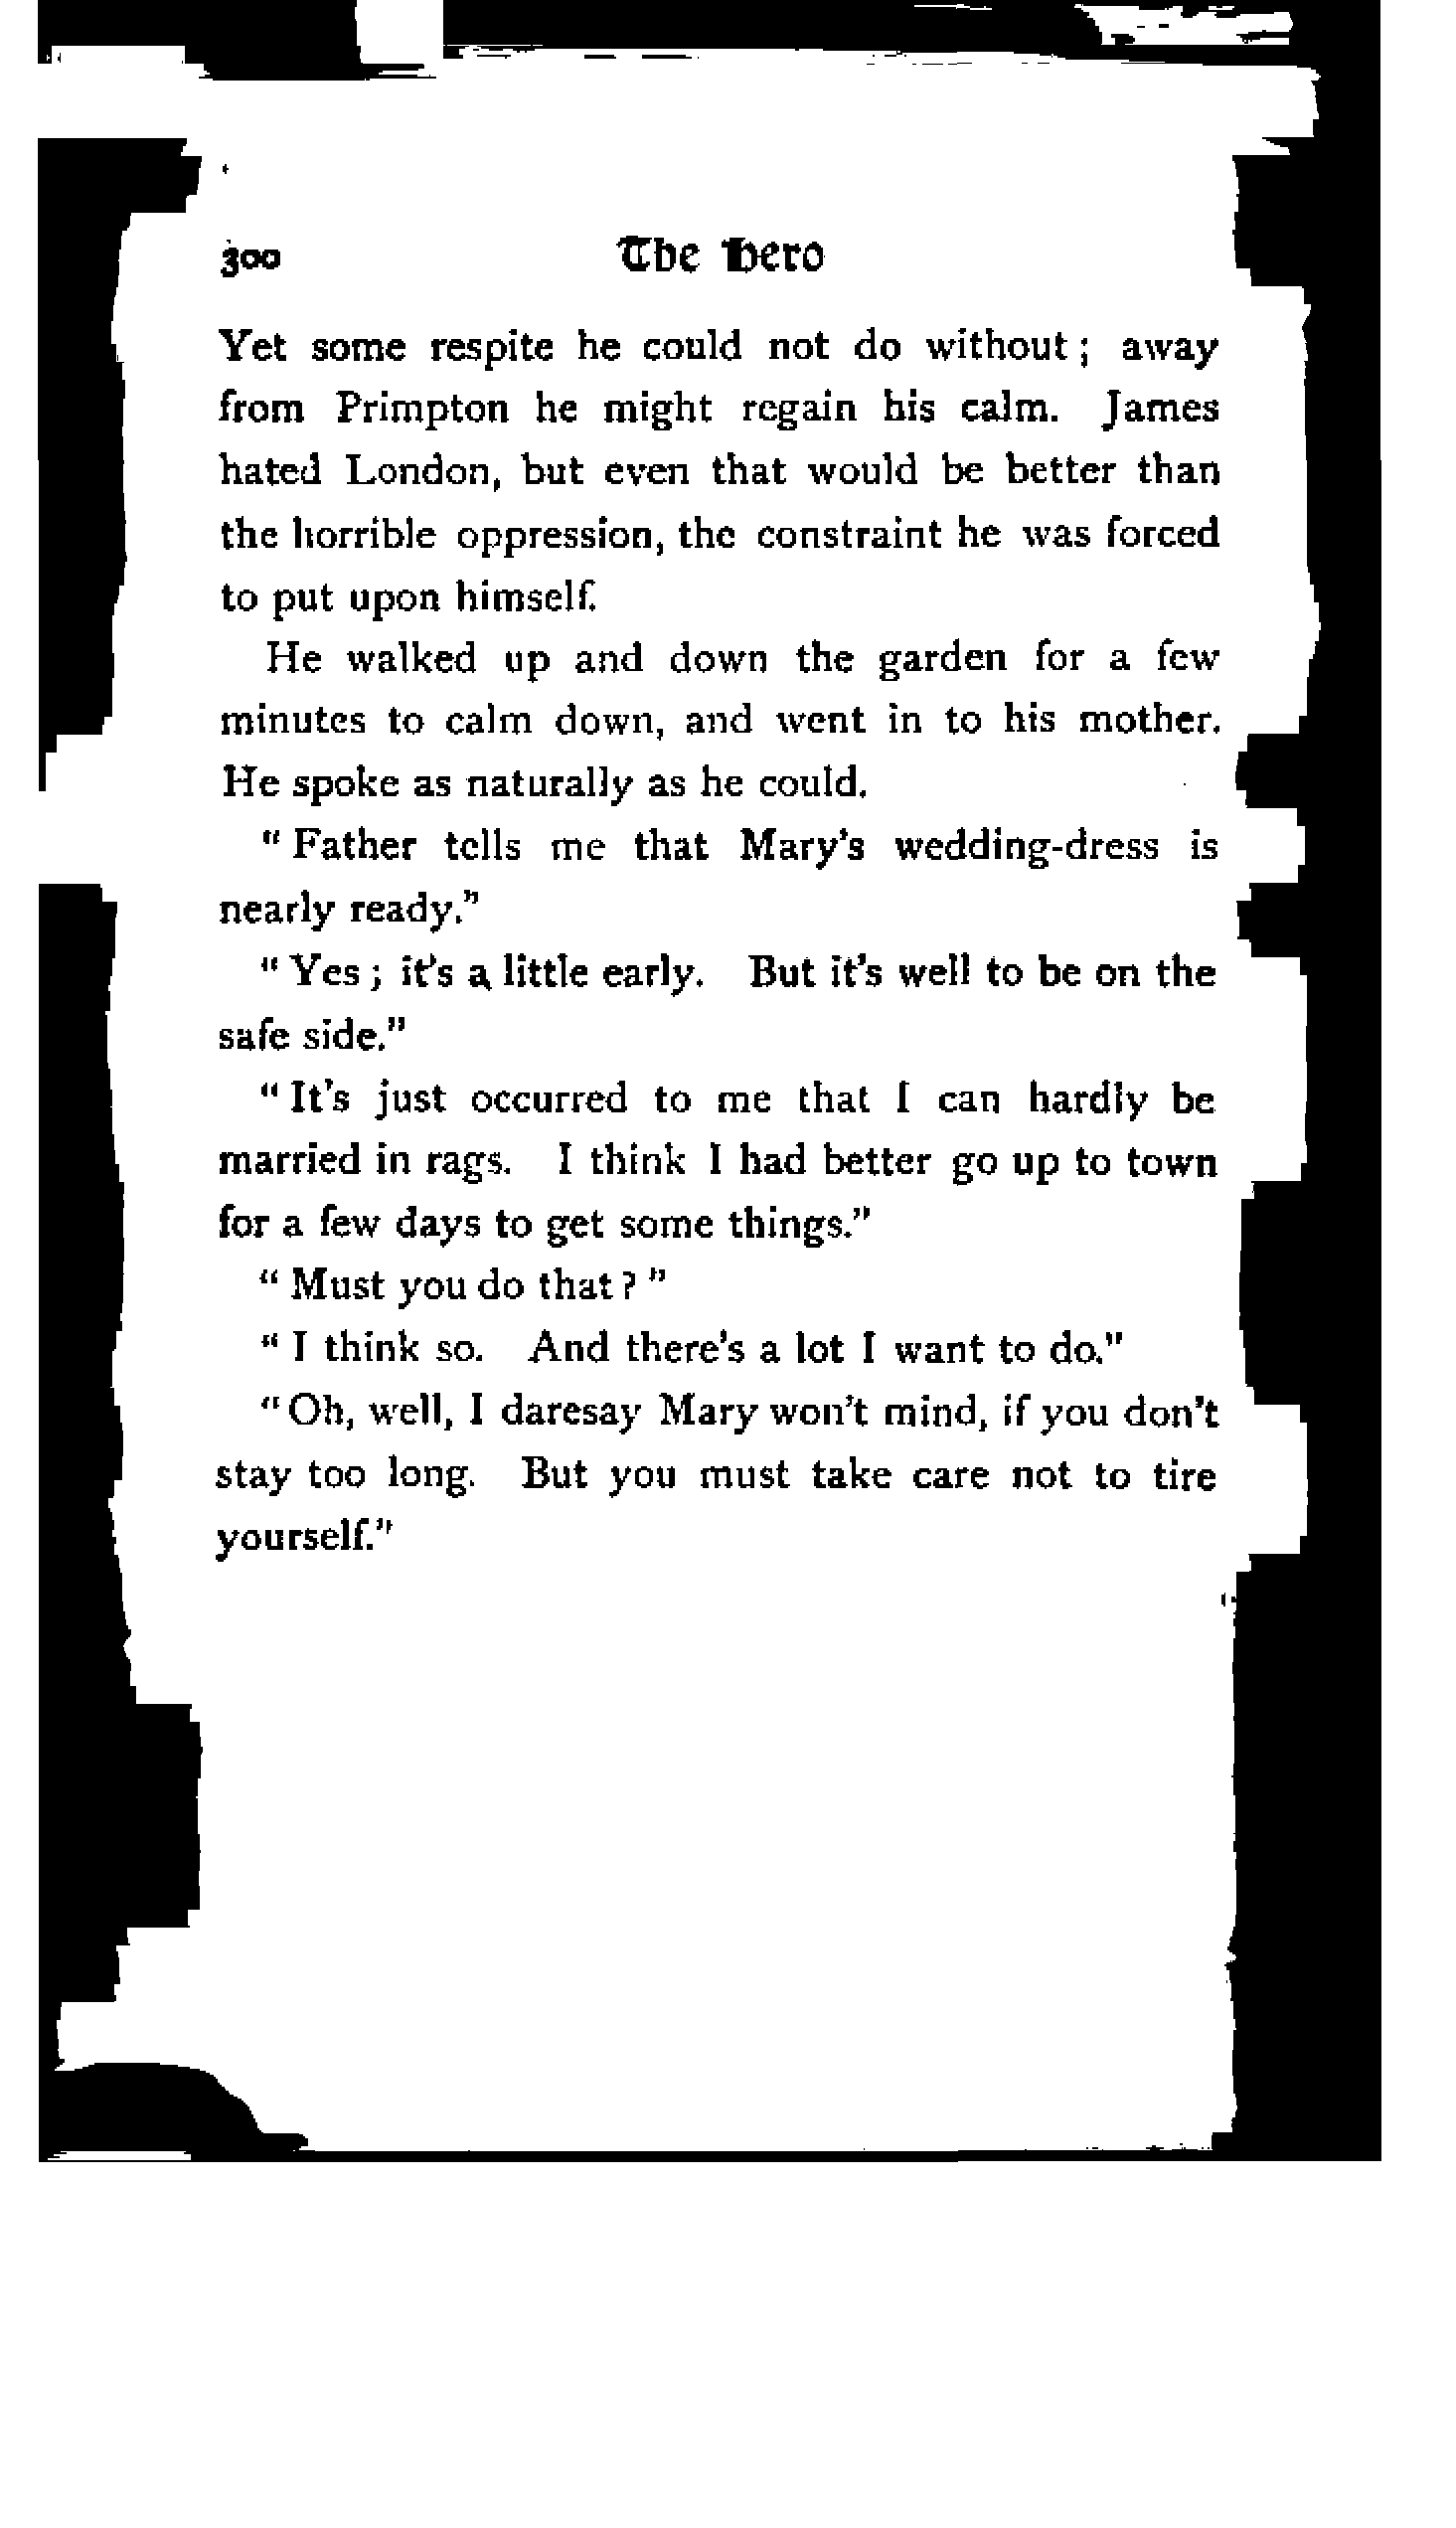 300 The Hero
Yet some respite he could not do without; away
from Primpton he might regain his calm. James
hated London, but even that would be better than
the horrible oppression, the constraint he was forced
to put upon himself.
He walked up and down the garden for a few
minutes to calm down, and went in to his mother.
He spoke as naturally as he could.
“Father tells me that Mary’s wedding-dress is
nearly ready.”
“Yes; it’s a little early. But it’s well to be on the
safe side.”
“It’s just occurred to me that I can hardly be
married in rags. I think I had better go up to town
for a few days to get some things.”
“Must you do that?”
“I think so. And there’s a lot I want to do.”
“Oh, well, I daresay Mary won’t mind, if you don’t
stay too long. But you must take care not to tire
yourself.”